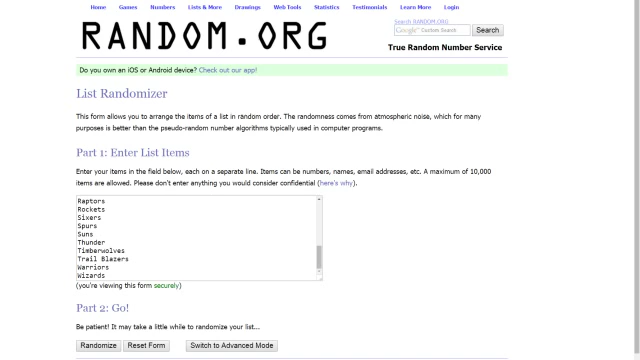 Home Games Numbers Lists & More Drawings Web Tools Statistics Testimonials Learn More Login
RANDOM.ORG
Search RANDOM.ORG
Google™ Custom Search Search
True Random Number Service
Do you own an iOS or Android device? Check out our app!
List Randomizer
This form allows you to arrange the items of a list in random order. The randomness comes from atmospheric noise, which for many
purposes is better than the pseudo-random number algorithms typically used in computer programs.
Part 1: Enter List Items
Enter your items in the field below, each on a separate line. Items can be numbers, names, email addresses, etc. A maximum of 10,000
items are allowed. Please don't enter anything you would consider confidential (here's why).
Raptors
Rockets
Sixers
Spurs
Suns
Thunder
Timberwolves
Trail Blazers
Warriors
Wizards
(you're viewing this form securely)
Part 2: Go!
Be patient! It may take a little while to randomize your list...
Randomize Reset Form Switch to Advanced Mode